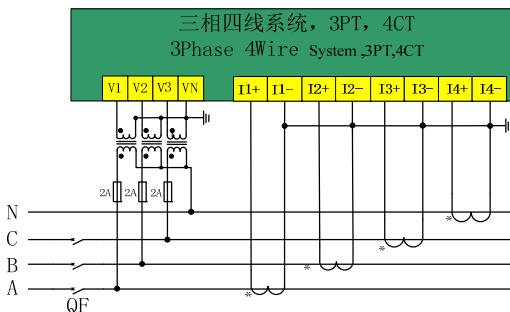 三相四线系统，3PT，4CT
3Phase 4Wire System,3PT,4CT
V1 V2 V3 VN I1+ I1- I2+ I2- I3+ I3- I4+ I4-
2A 2A 2A
N
*
C
*
B
*
A
*
QF